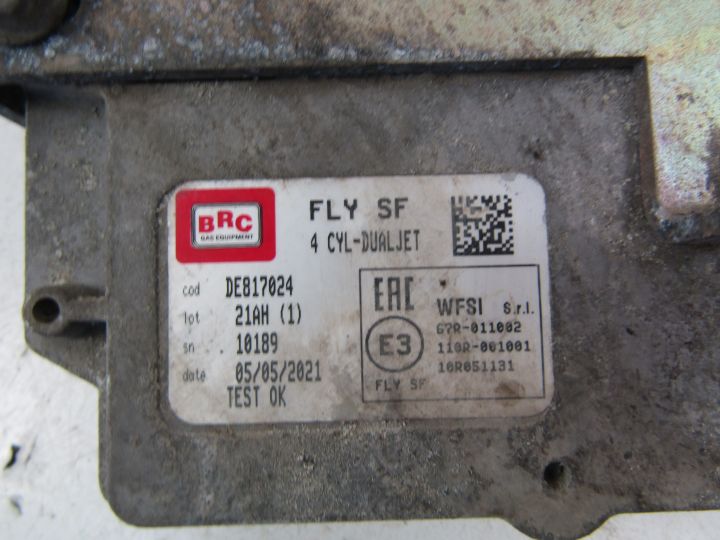 BRC
GAS EQUIPMENT
FLY SF
4 CYL-DUALJET
cod DE817024
lot 21AH (1)
sn 10189
date 05/05/2021
TEST OK
EAC WFSI S.r.l.
E3
67R-011002
110R-001001
10R051131
FLY SF